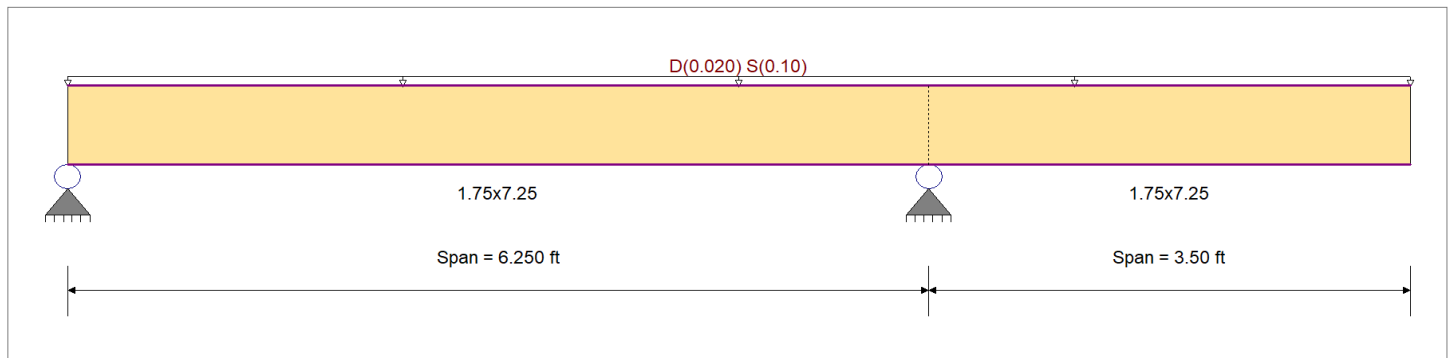 D(0.020) S(0.10)
1.75x7.25
1.75x7.25
Span = 6.250 ft
Span = 3.50 ft